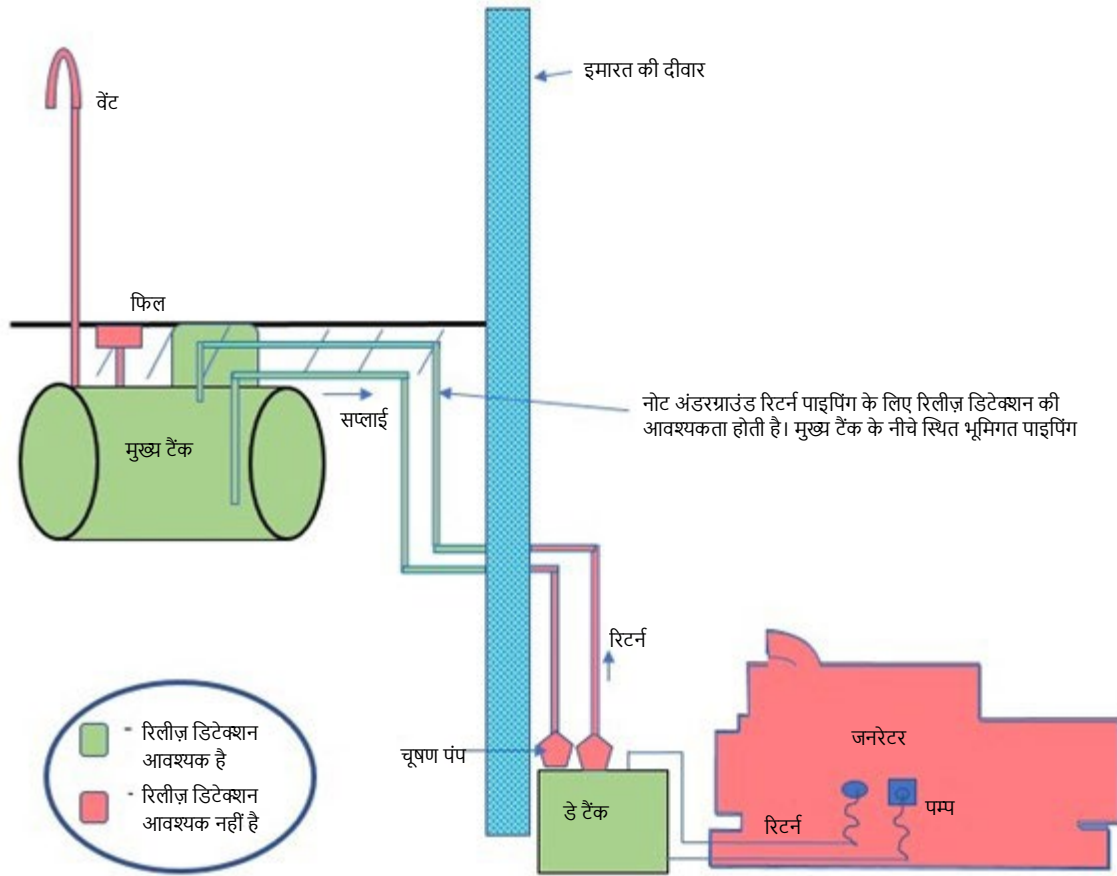 इमारत की दीवार
वेंट
फिल
नोट अंडरग्राउंड रिटर्न पाइपिंग के लिए रिलीज़ डिटेक्शन की
आवश्यकता होती है। मुख्य टैंक के नीचे स्थित भूमिगत पाइपिंग
सप्लाई
मुख्य टैंक
रिटर्न
- रिलीज़ डिटेक्शन
आवश्यक है
- रिलीज़ डिटेक्शन
आवश्यक नहीं है
चूषण पंप
डे टैंक
जनरेटर
पम्प
रिटर्न